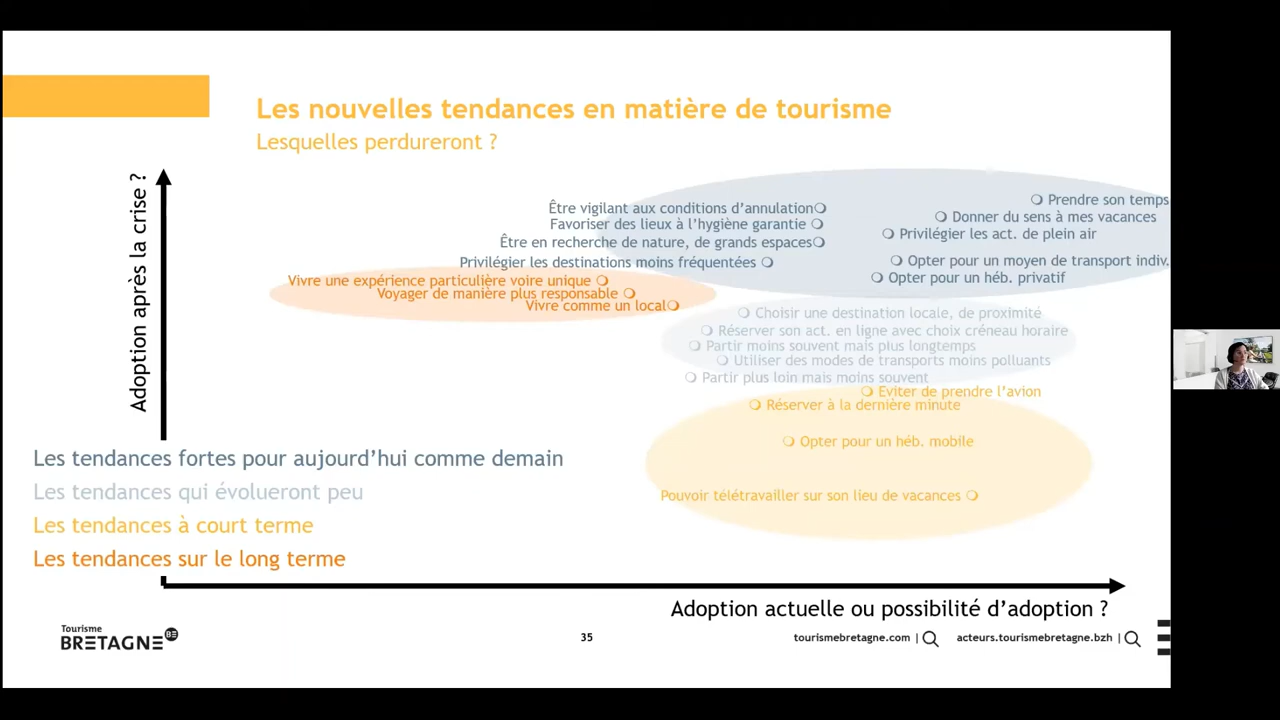 Les nouvelles tendances en matière de tourisme
Lesquelles perdureront ?
Adoption après la crise ?
Prendre son temps
Être vigilant aux conditions d’annulation
Donner du sens à mes vacances
Favoriser des lieux à l’hygiène garantie
Privilégier les act. de plein air
Être en recherche de nature, de grands espaces
Privilégier les destinations moins fréquentées
Opter pour un moyen de transport indiv.
Opter pour un héb. privatif
Vivre une expérience particulière voire unique
Voyager de manière plus responsable
Vivre comme un local
Choisir une destination locale, de proximité
Réserver son act. en ligne avec choix créneau horaire
Partir moins souvent mais plus longtemps
Utiliser des modes de transports moins polluants
Partir plus loin mais moins souvent
Eviter de prendre l’avion
Réserver à la dernière minute
Opter pour un héb. mobile
Pouvoir télétravailler sur son lieu de vacances
Les tendances fortes pour aujourd’hui comme demain
Les tendances qui évolueront peu
Les tendances à court terme
Les tendances sur le long terme
Adoption actuelle ou possibilité d’adoption ?
Tourisme
BRETAGNE BE
35
tourismebretagne.com |
acteurs.tourismebretagne.bzh |